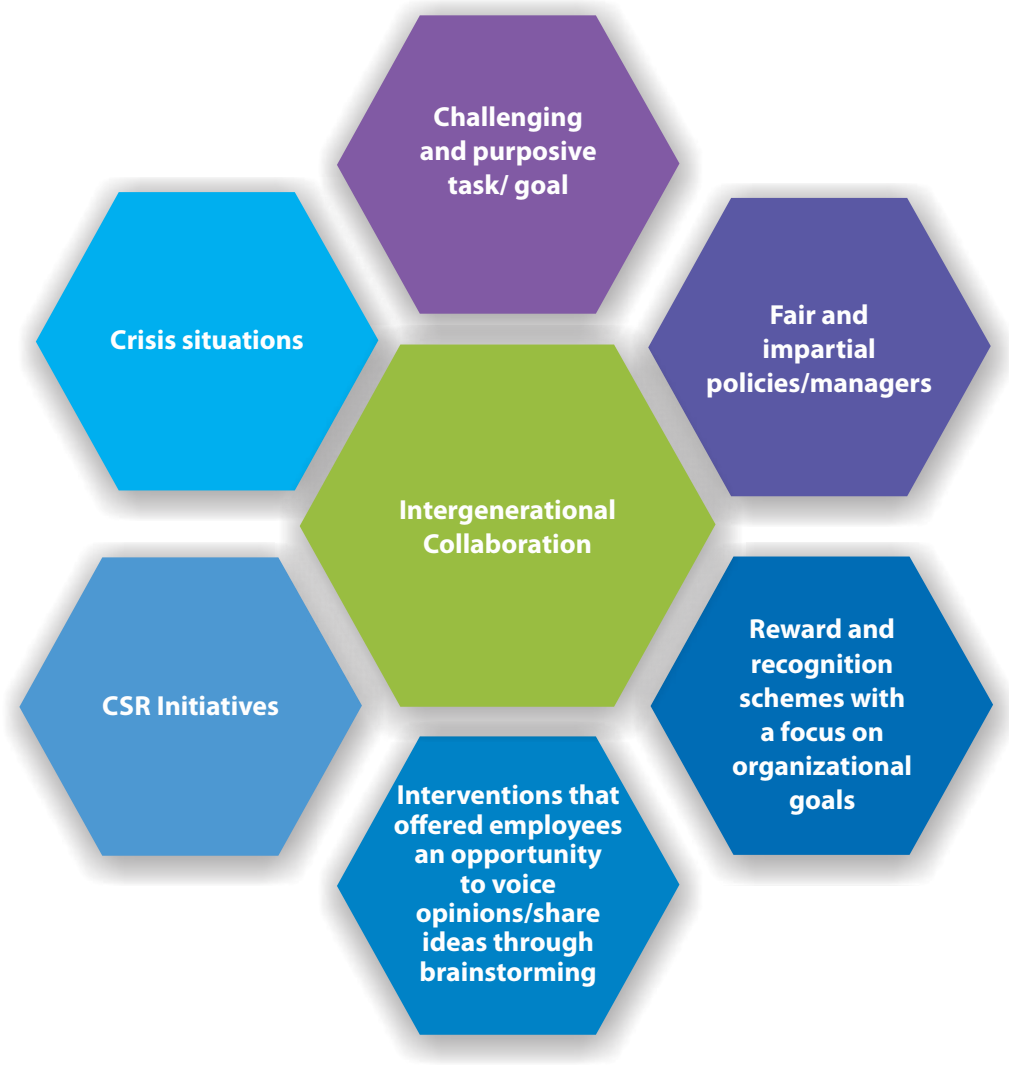 Challenging
and purposive
task/ goal
Crisis situations
Fair and
impartial
policies/managers
Intergenerational
Collaboration
CSR Initiatives
Reward and
recognition
schemes with
a focus on
organizational
goals
Interventions that
offered employees
an opportunity
to voice
opinions/share
ideas through
brainstorming